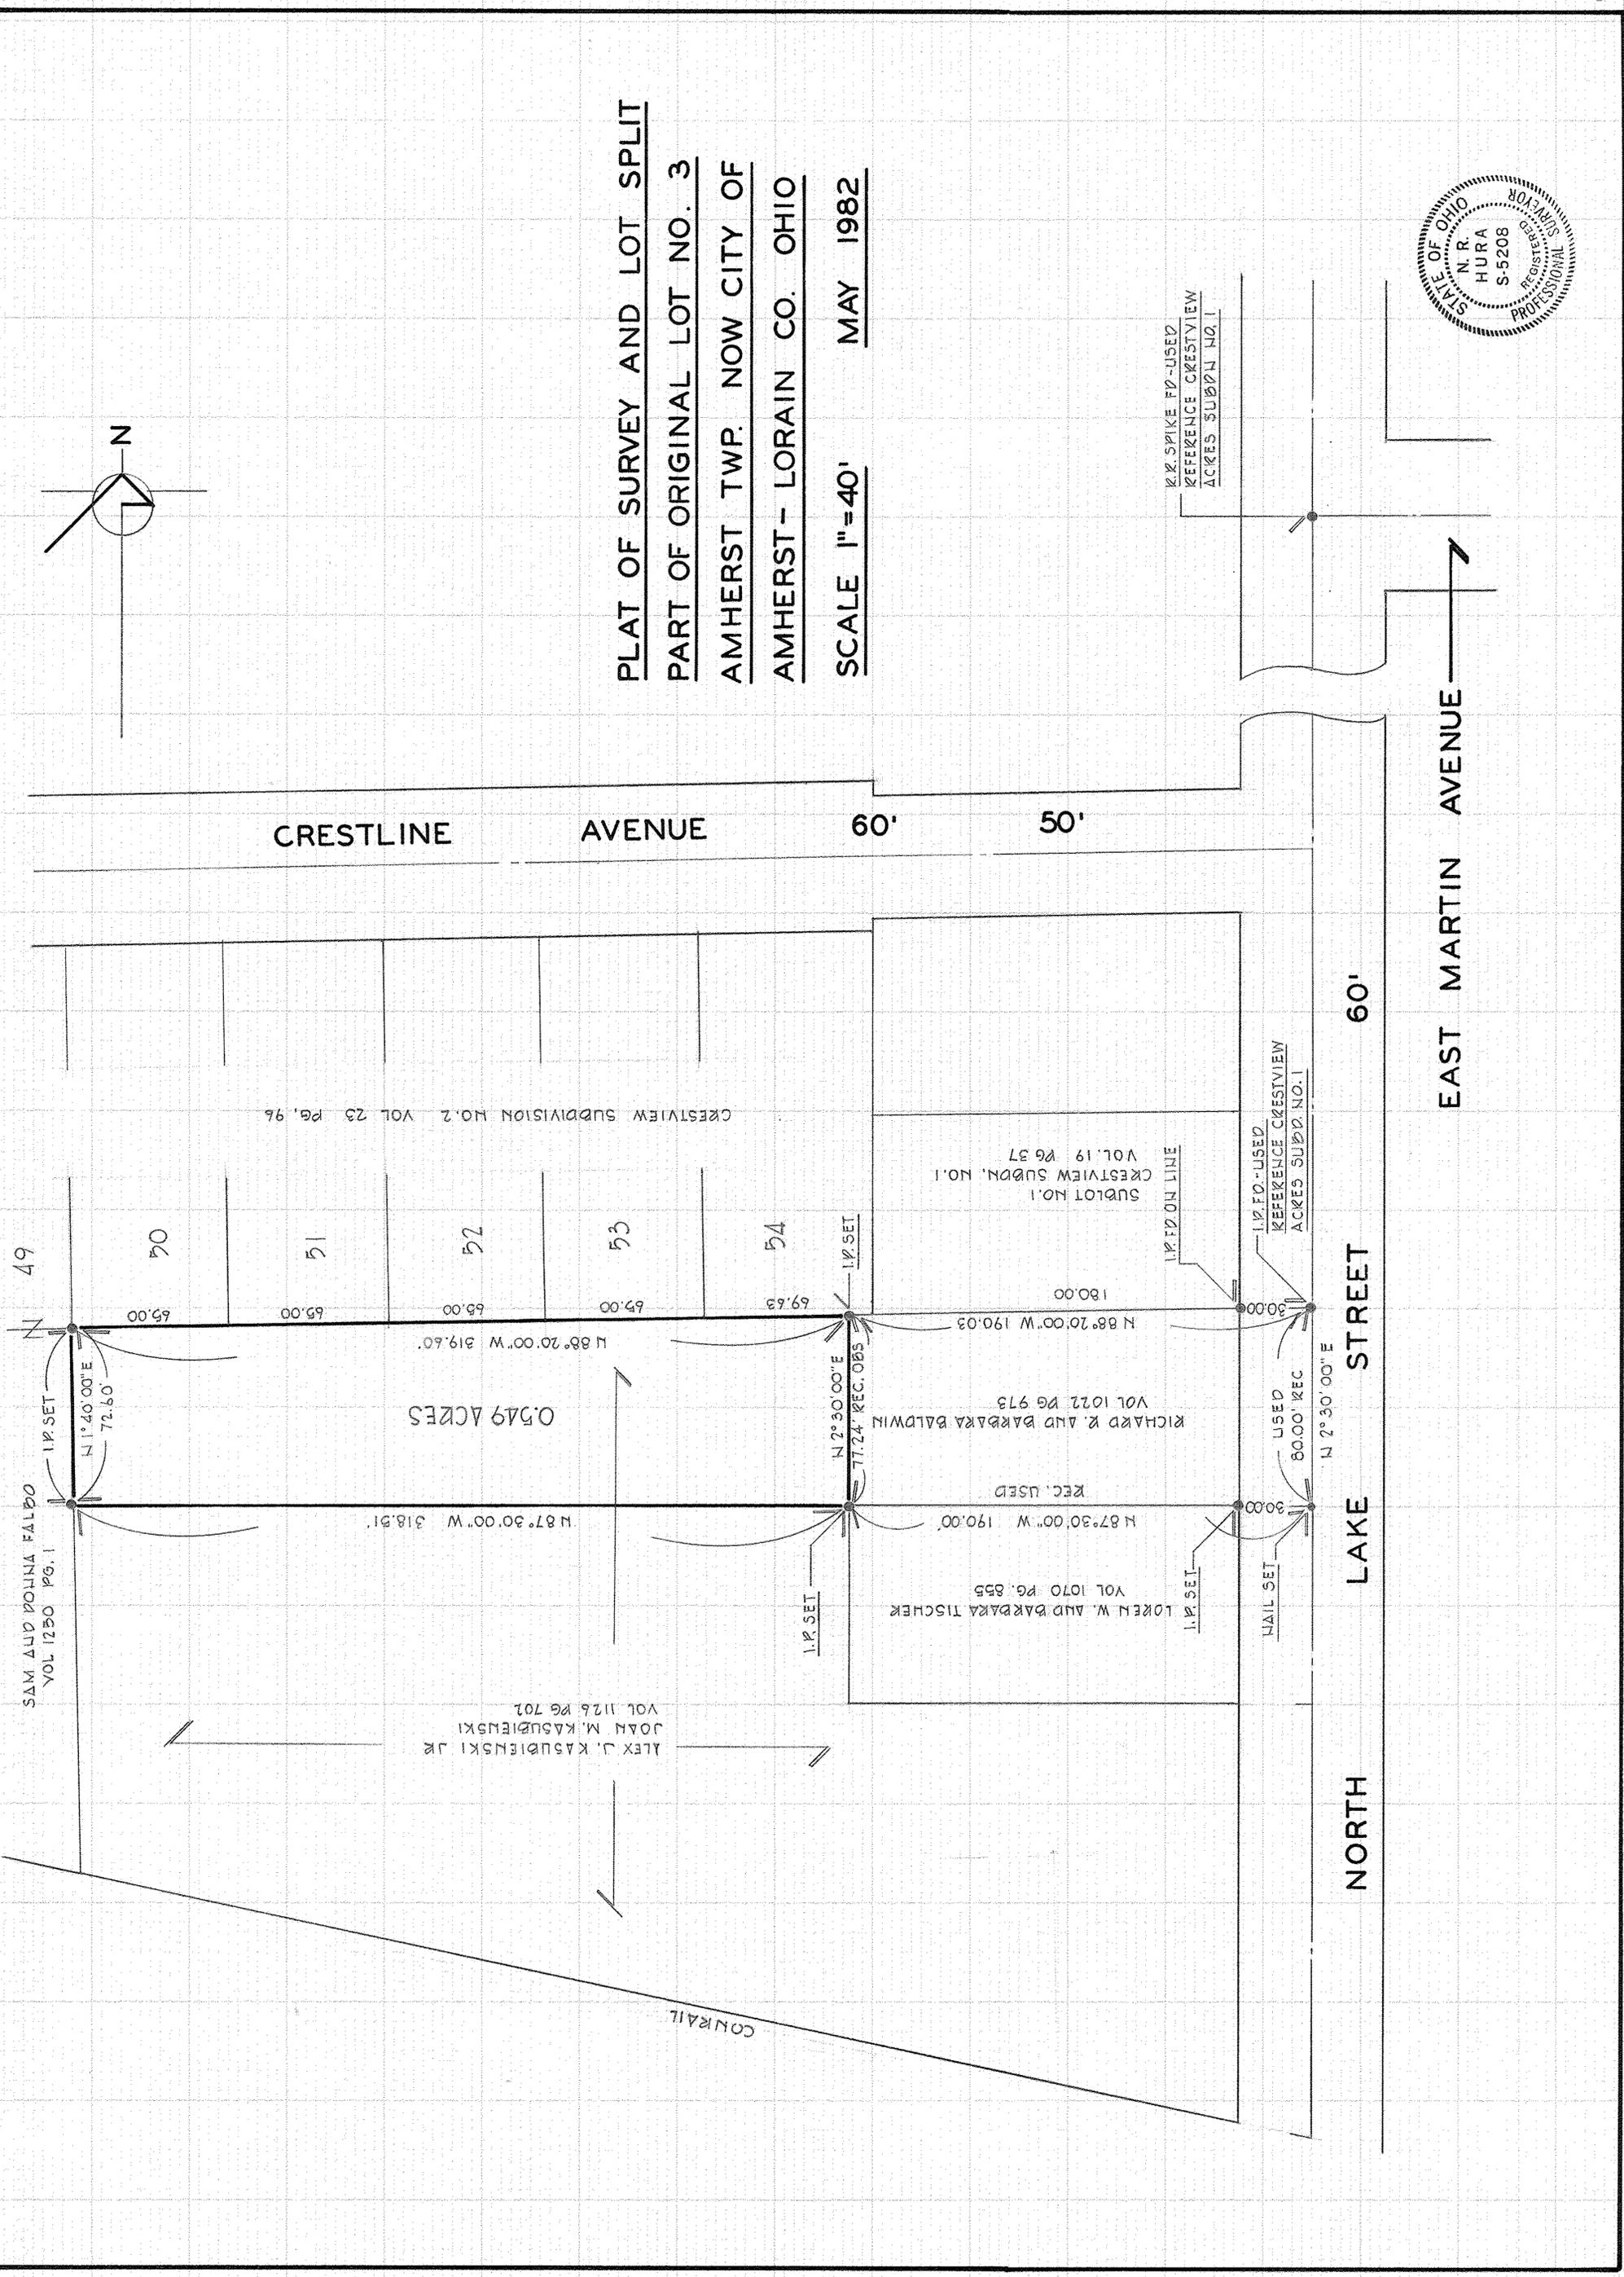 PLAT OF SURVEY AND LOT SPLIT
PART OF ORIGINAL LOT NO. 3
AMHERST TWP. NOW CITY OF
AMHERST - LORAIN CO. OHIO
SCALE 1"=40' MAY 1982
N
CRESTLINE AVENUE 60' 50'
CRESTVIEW SUBDIVISION NO.2 VOL 23 PG. 96
49
50
51
52
53
54
65.00
65.00
65.00
65.00
69.63
N 88°20'00"W 319.60'
I.P. SET
N 1°40'00"E
72.60'
I.P. SET
SAM AND DONNA FALBO
VOL 1250 PG. 1
0.549 ACRES
N 87°30'00"W 318.51'
N 2°30'00"E
77.24' REC. OBS
I.P. SET
ALEX J. KASUBIENSKI JR
JOAN M. KASUBIENSKI
VOL 1126 PG 702
CONRAIL
SUBLOT NO.1
CRESTVIEW SUBDN. NO.1
VOL. 19 PG 37
180.00
N 88°20'00"W 190.03
30.00
I.P. FD. ON LINE
I.P. FD.-USED
REFERENCE CRESTVIEW
ACRES SUBD. NO. 1
RICHARD R. AND BARBARA BALDWIN
VOL 1022 PG 973
REC. USED
N 87°30'00"W 190.00'
30.00
LOREN W. AND BARBARA TISCHER
VOL 1070 PG. 855
I.P. SET
NAIL SET
USED
80.00' REC
N 2°30'00"E
NORTH LAKE STREET 60'
EAST MARTIN AVENUE
R.R. SPIKE FD-USED
REFERENCE CRESTVIEW
ACRES SUBDN NO. 1
STATE OF OHIO
N. R.
HURA
S-5208
REGISTERED
PROFESSIONAL SURVEYOR